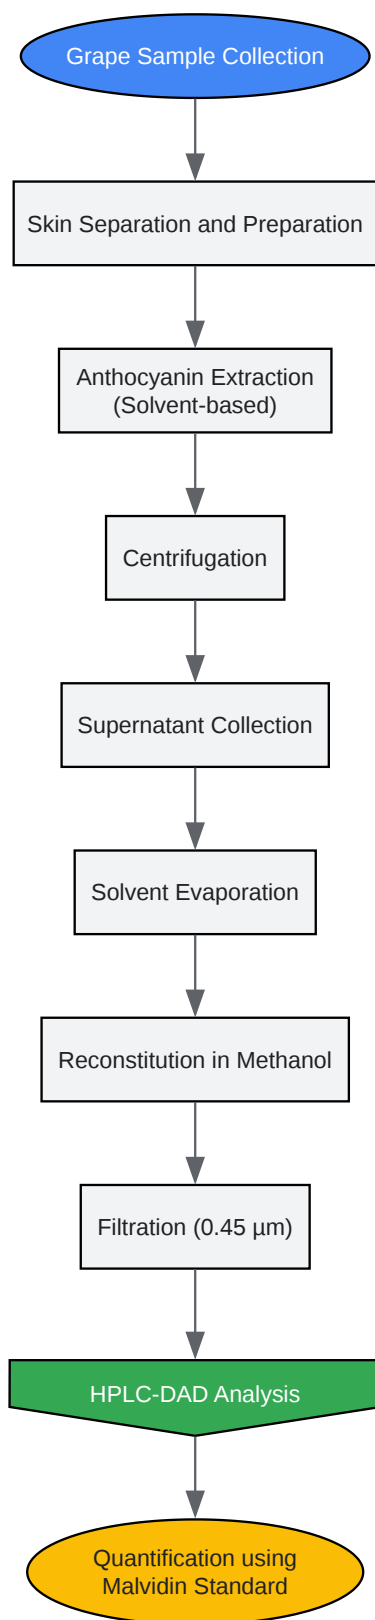 Grape Sample Collection
Skin Separation and Preparation
Anthocyanin Extraction
(Solvent-based)
Centrifugation
Supernatant Collection
Solvent Evaporation
Reconstitution in Methanol
Filtration (0.45 µm)
HPLC-DAD Analysis
Quantification using
Malvidin Standard